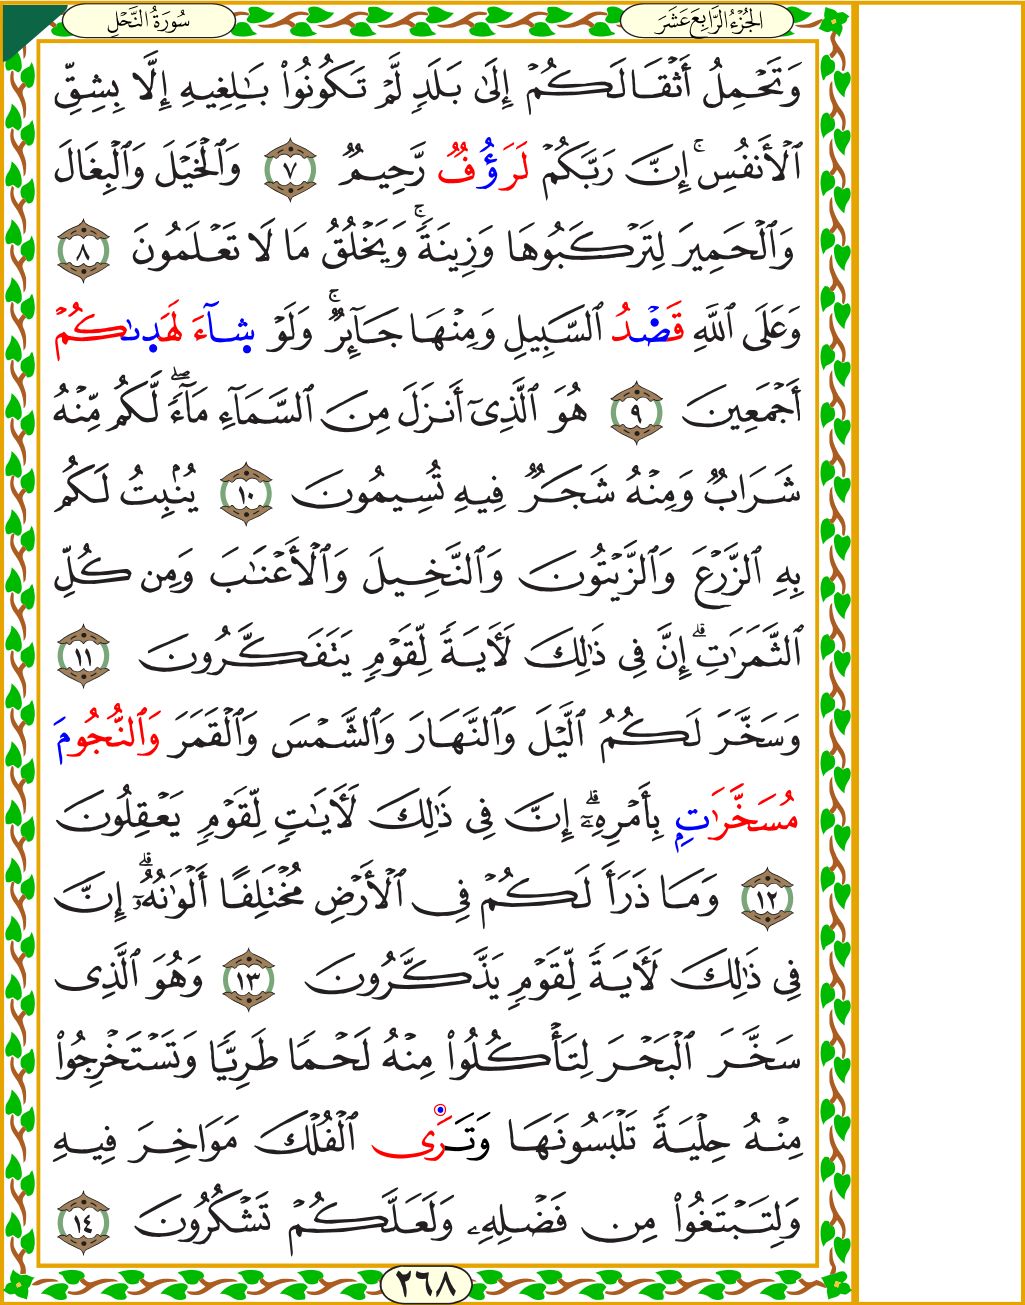 سُورَةُ النَّحْلِ
الجُزْءُ الرَّابِعَ عَشَرَ
وَتَحْمِلُ أَثْقَالَكُمْ إِلَىٰ بَلَدٍ لَّمْ تَكُونُوا۟ بَـٰلِغِيهِ إِلَّا بِشِقِّ
ٱلْأَنفُسِ ۚ إِنَّ رَبَّكُمْ لَرَؤُفٌ رَّحِيمٌ ٧ وَٱلْخَيْلَ وَٱلْبِغَالَ
وَٱلْحَمِيرَ لِتَرْكَبُوهَا وَزِينَةً ۚ وَيَخْلُقُ مَا لَا تَعْلَمُونَ ٨
وَعَلَى ٱللَّهِ قَصْدُ ٱلسَّبِيلِ وَمِنْهَا جَآئِرٌ ۚ وَلَوْ شَآءَ لَهَدَىٰكُمْ
أَجْمَعِينَ ٩ هُوَ ٱلَّذِىٓ أَنزَلَ مِنَ ٱلسَّمَآءِ مَآءً ۖ لَّكُم مِّنْهُ
شَرَابٌ وَمِنْهُ شَجَرٌ فِيهِ تُسِيمُونَ ١٠ يُنۢبِتُ لَكُم
بِهِ ٱلزَّرْعَ وَٱلزَّيْتُونَ وَٱلنَّخِيلَ وَٱلْأَعْنَـٰبَ وَمِن كُلِّ
ٱلثَّمَرَٰتِ ۗ إِنَّ فِى ذَٰلِكَ لَـَٔايَةً لِّقَوْمٍ يَتَفَكَّرُونَ ١١
وَسَخَّرَ لَكُمُ ٱلَّيْلَ وَٱلنَّهَارَ وَٱلشَّمْسَ وَٱلْقَمَرَ وَٱلنُّجُومَ
مُسَخَّرَٰتٍ بِأَمْرِهِۦٓ ۗ إِنَّ فِى ذَٰلِكَ لَـَٔايَـٰتٍ لِّقَوْمٍ يَعْقِلُونَ
١٢ وَمَا ذَرَأَ لَكُمْ فِى ٱلْأَرْضِ مُخْتَلِفًا أَلْوَٰنُهُۥٓ ۗ إِنَّ
فِى ذَٰلِكَ لَـَٔايَةً لِّقَوْمٍ يَذَّكَّرُونَ ١٣ وَهُوَ ٱلَّذِى
سَخَّرَ ٱلْبَحْرَ لِتَأْكُلُوا۟ مِنْهُ لَحْمًا طَرِيًّا وَتَسْتَخْرِجُوا۟
مِنْهُ حِلْيَةً تَلْبَسُونَهَا وَتَرَى ٱلْفُلْكَ مَوَاخِرَ فِيهِ
وَلِتَبْتَغُوا۟ مِن فَضْلِهِۦ وَلَعَلَّكُمْ تَشْكُرُونَ ١٤
٢٦٨